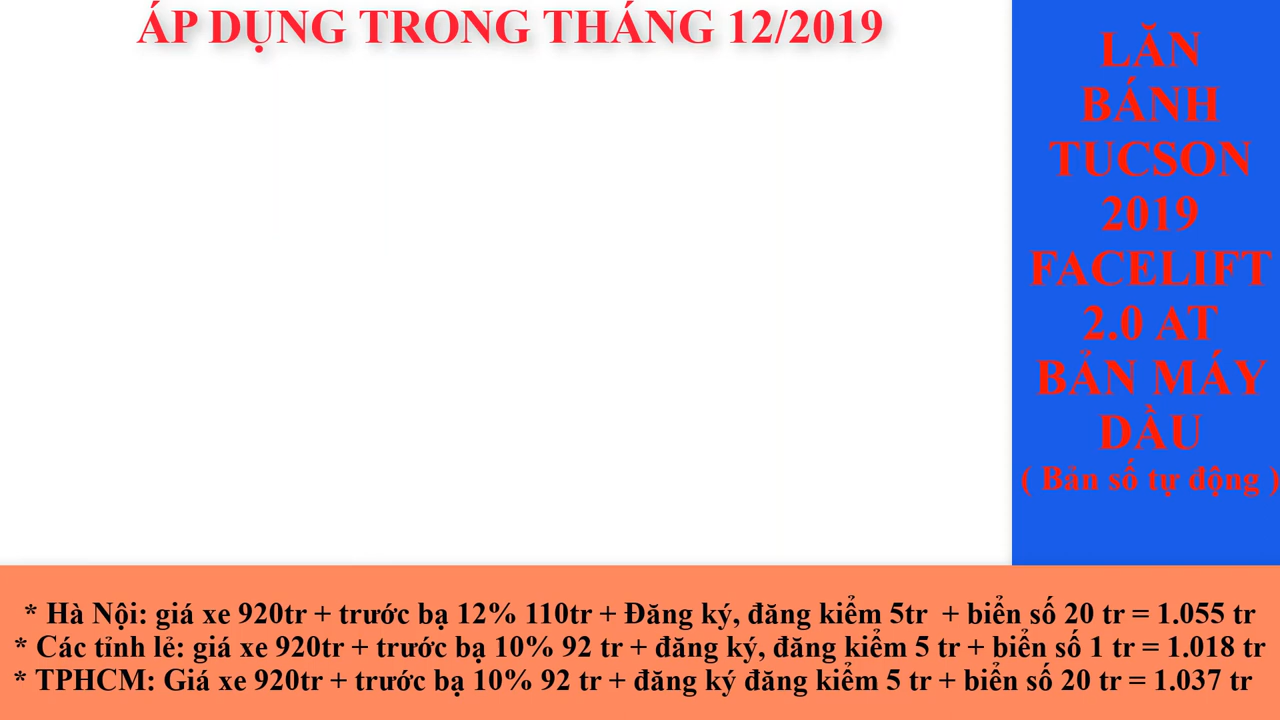 ÁP DỤNG TRONG THÁNG 12/2019
LĂN
BÁNH
TUCSON
2019
FACELIFT
2.0 AT
BẢN MÁY
DẦU
( Bản số tự động )
* Hà Nội: giá xe 920tr + trước bạ 12% 110tr + Đăng ký, đăng kiểm 5tr + biển số 20 tr = 1.055 tr
* Các tỉnh lẻ: giá xe 920tr + trước bạ 10% 92 tr + đăng ký, đăng kiểm 5 tr + biển số 1 tr = 1.018 tr
* TPHCM: Giá xe 920tr + trước bạ 10% 92 tr + đăng ký đăng kiểm 5 tr + biển số 20 tr = 1.037 tr